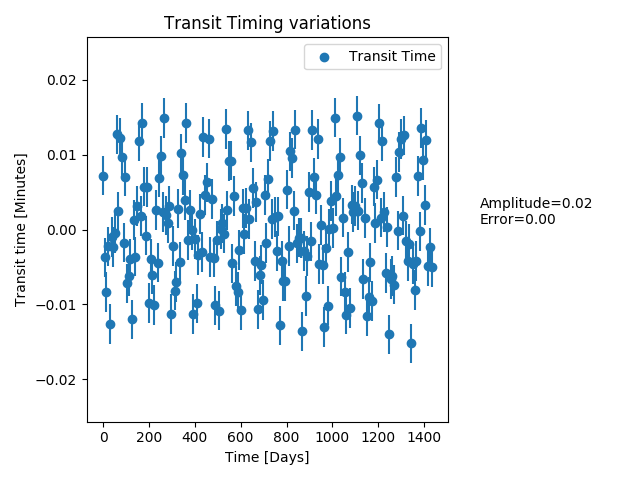 Transit Timing variations
Transit Time
0.02
0.01
0.00
−0.01
−0.02
Transit time [Minutes]
Amplitude=0.02
Error=0.00
0 200 400 600 800 1000 1200 1400
Time [Days]